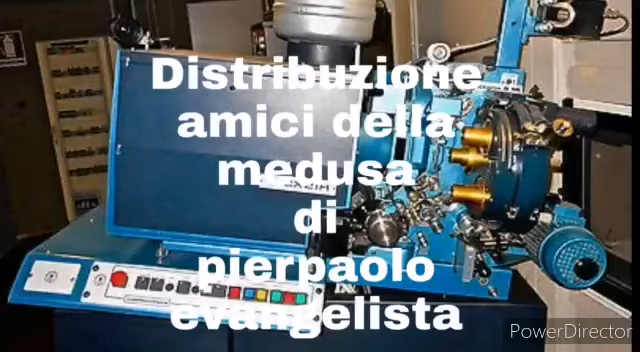 Distribuzione
amici della
medusa
di
pierpaolo
evangelista
PowerDirector